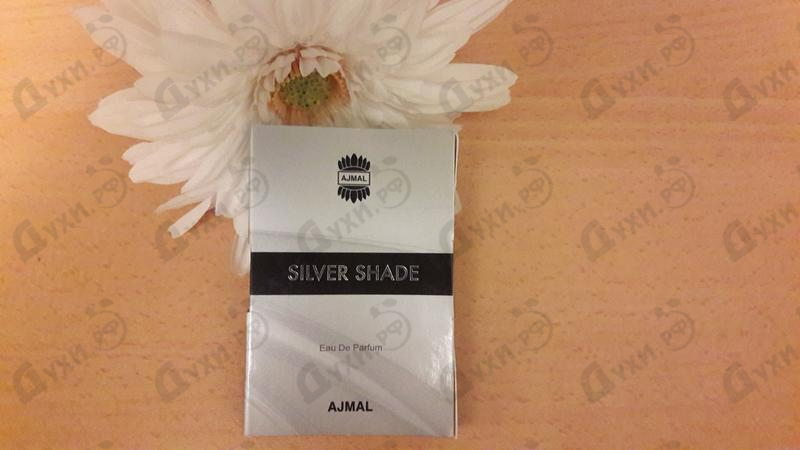 AJMAL
SILVER SHADE
Eau De Parfum
AJMAL
Духи.рф